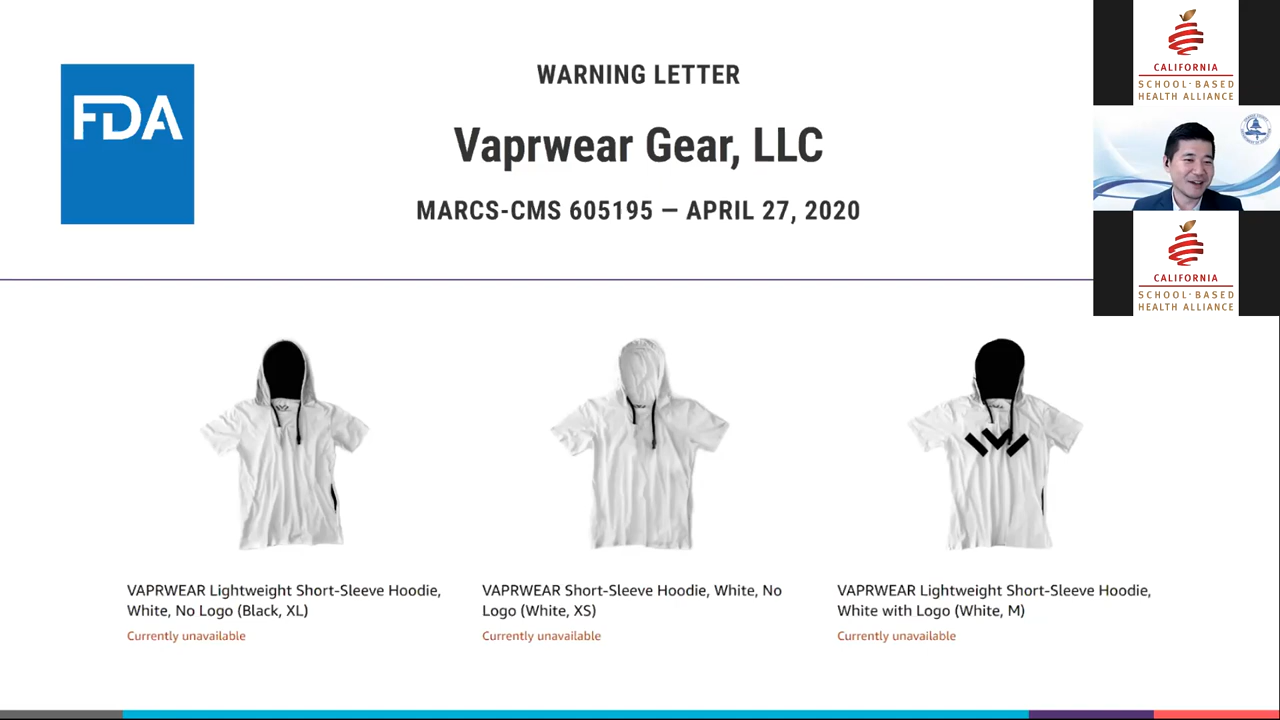 FDA
WARNING LETTER
Vaprwear Gear, LLC
MARCS-CMS 605195 — APRIL 27, 2020
CALIFORNIA
SCHOOL·BASED
HEALTH ALLIANCE
CALIFORNIA
SCHOOL·BASED
HEALTH ALLIANCE
VAPRWEAR Lightweight Short-Sleeve Hoodie,
White, No Logo (Black, XL)
Currently unavailable
VAPRWEAR Short-Sleeve Hoodie, White, No
Logo (White, XS)
Currently unavailable
VAPRWEAR Lightweight Short-Sleeve Hoodie,
White with Logo (White, M)
Currently unavailable